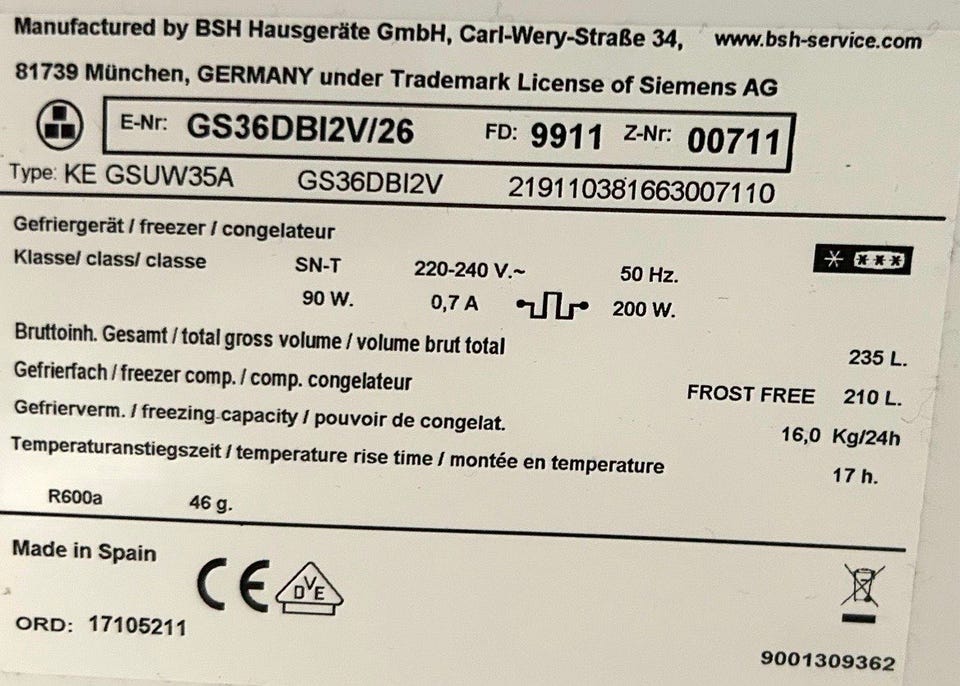 Manufactured by BSH Hausgeräte GmbH, Carl-Wery-Straße 34, www.bsh-service.com
81739 München, GERMANY under Trademark License of Siemens AG
E-Nr: GS36DBI2V/26 FD: 9911 Z-Nr: 00711
Type: KE GSUW35A GS36DBI2V 219110381663007110
Gefriergerät / freezer / congelateur
Klasse/ class/ classe SN-T 220-240 V.~ 50 Hz.
90 W. 0,7 A 200 W.
Bruttoinh. Gesamt / total gross volume / volume brut total 235 L.
Gefrierfach / freezer comp. / comp. congelateur FROST FREE 210 L.
Gefrierverm. / freezing capacity / pouvoir de congelat. 16,0 Kg/24h
Temperaturanstiegszeit / temperature rise time / montée en temperature 17 h.
R600a 46 g.
Made in Spain
CE DVE
ORD: 17105211
9001309362